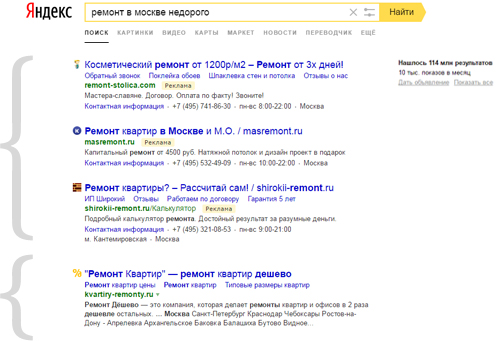 Яндекс
ремонт в москве недорого
Найти
ПОИСК КАРТИНКИ ВИДЕО КАРТЫ МАРКЕТ НОВОСТИ ПЕРЕВОДЧИК ЕЩЁ
Косметический ремонт от 1200р/м2 – Ремонт от 3х дней!
Обратный звонок Поклейка обоев Шпаклевка стен и потолка Отзывы о нас
remont-stolica.com Реклама
Мастера-славяне. Договор. Оплата по факту! Звоните!
Контактная информация · +7 (495) 741-86-30 · пн-вс 8:00-22:00 · Москва
Ремонт квартир в Москве и М.О. / masremont.ru
masremont.ru Реклама
Капитальный ремонт от 4500 руб. Натяжной потолок и дизайн проект в подарок
Контактная информация · +7 (495) 532-49-09 · пн-вс 10:00-22:00 · Москва
Ремонт квартиры? – Рассчитай сам! / shirokii-remont.ru
ИП Широкий Отзывы Работаем по договору Гарантия 5 лет
shirokii-remont.ru/Калькулятор Реклама
Подробный калькулятор ремонта. Достойный результат за разумные деньги.
Контактная информация · +7 (495) 321-08-53 · пн-вс 9:00-21:00
м. Кантемировская · Москва
"Ремонт Квартир" — ремонт квартир дешево
Ремонт квартир цены Ремонт квартир Типовые размеры квартир
kvartiry-remonty.ru
Ремонт Дёшево — это компания, которая делает ремонты квартир и офисов в 2 раза
дешевле остальных. ... Москва Санкт-Петербург Краснодар Чебоксары Ростов-на-
Дону - Апрелевка Архангельское Баковка Балашиха Бутово Видное...
Нашлось 114 млн результатов
10 тыс. показов в месяц
Дать объявление Показать все